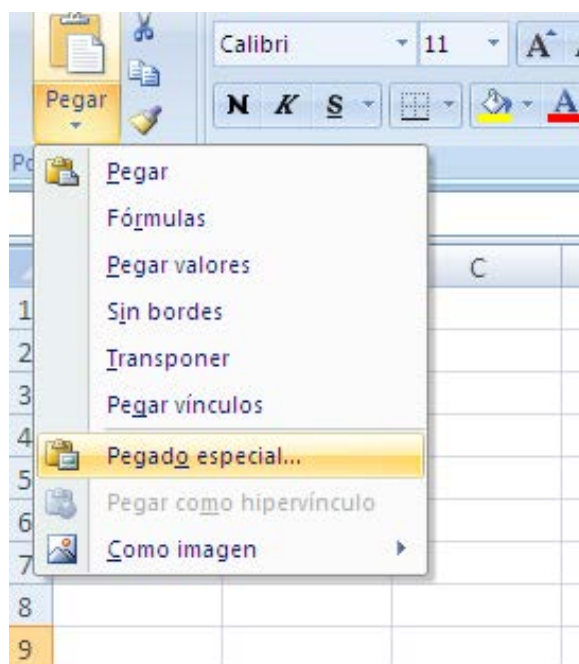 Calibri 11 A
Pegar N K S A
Pegar
Fórmulas
Pegar valores
Sin bordes
Transponer
Pegar vínculos
Pegado especial...
Pegar como hipervínculo
Como imagen
C
1
2
3
4
5
6
7
8
9